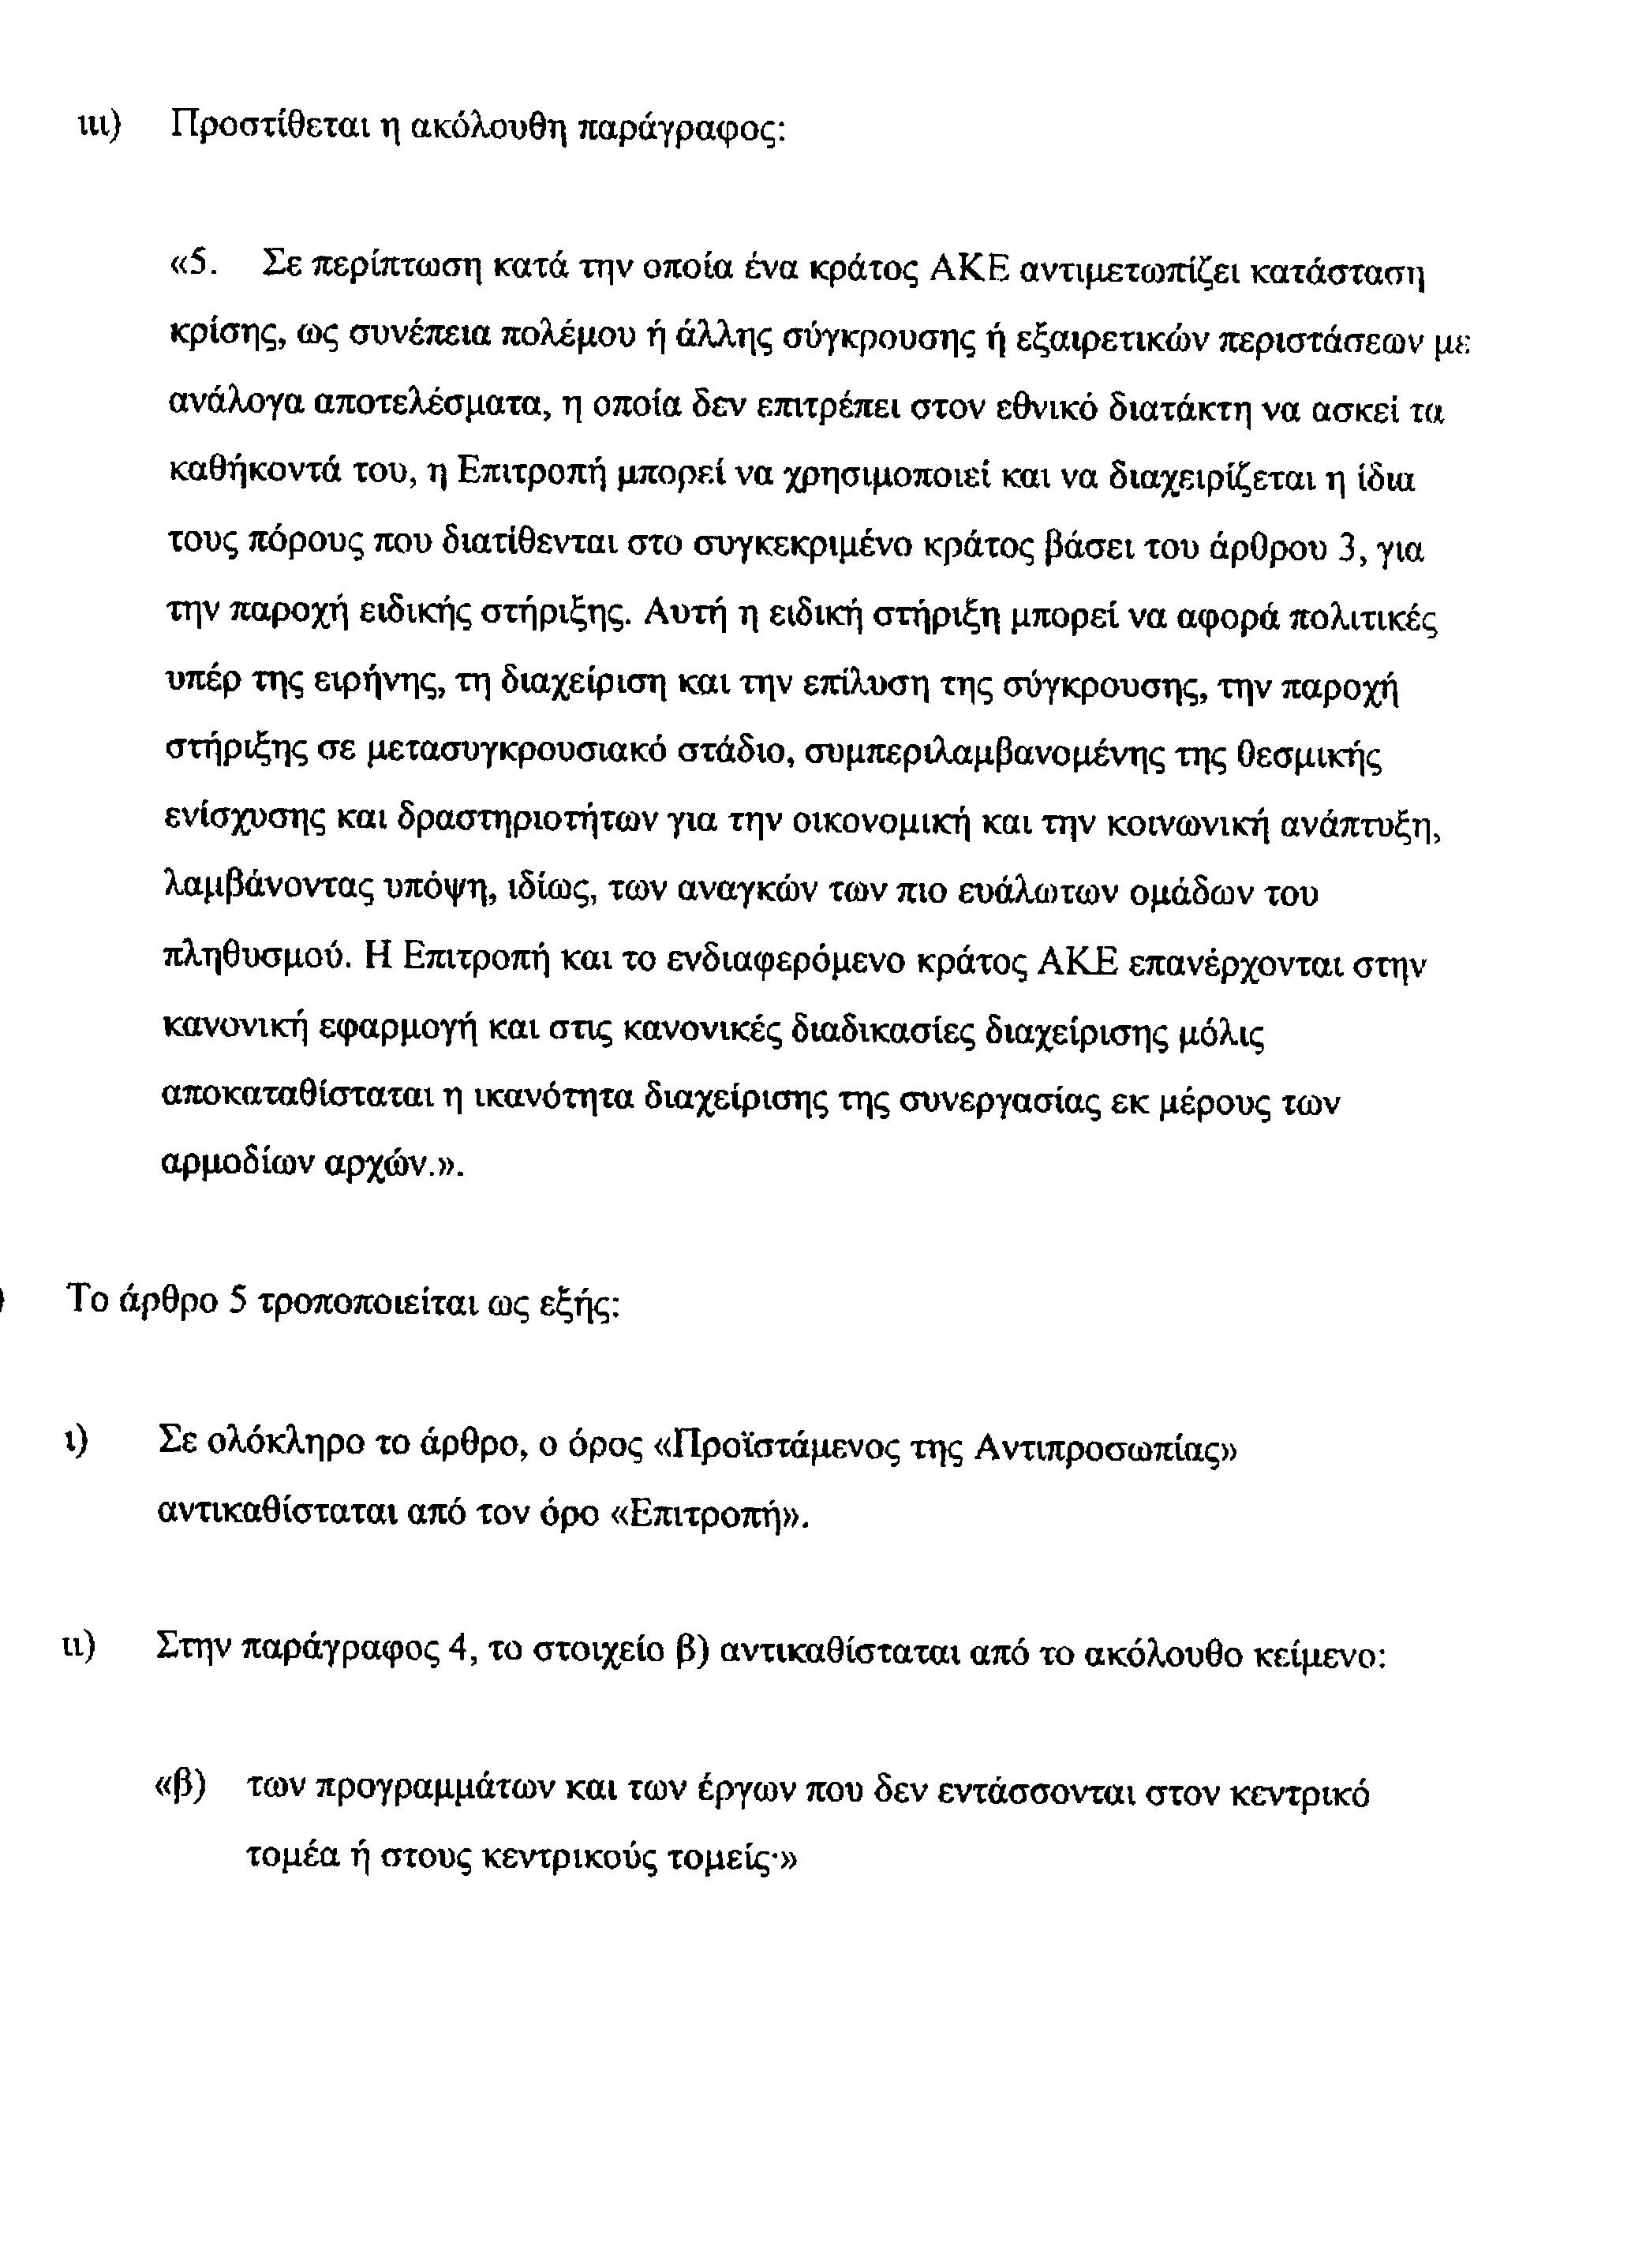 ιιι) Προστίθεται η ακόλουθη παράγραφος:
«5. Σε περίπτωση κατά την οποία ένα κράτος ΑΚΕ αντιμετωπίζει κατάσταση
κρίσης, ως συνέπεια πολέμου ή άλλης σύγκρουσης ή εξαιρετικών περιστάσεων με
ανάλογα αποτελέσματα, η οποία δεν επιτρέπει στον εθνικό διατάκτη να ασκεί τα
καθήκοντά του, η Επιτροπή μπορεί να χρησιμοποιεί και να διαχειρίζεται η ίδια
τους πόρους που διατίθενται στο συγκεκριμένο κράτος βάσει του άρθρου 3, για
την παροχή ειδικής στήριξης. Αυτή η ειδική στήριξη μπορεί να αφορά πολιτικές
υπέρ της ειρήνης, τη διαχείριση και την επίλυση της σύγκρουσης, την παροχή
στήριξης σε μετασυγκρουσιακό στάδιο, συμπεριλαμβανομένης της θεσμικής
ενίσχυσης και δραστηριοτήτων για την οικονομική και την κοινωνική ανάπτυξη,
λαμβάνοντας υπόψη, ιδίως, των αναγκών των πιο ευάλωτων ομάδων του
πληθυσμού. Η Επιτροπή και το ενδιαφερόμενο κράτος ΑΚΕ επανέρχονται στην
κανονική εφαρμογή και στις κανονικές διαδικασίες διαχείρισης μόλις
αποκαταθίσταται η ικανότητα διαχείρισης της συνεργασίας εκ μέρους των
αρμοδίων αρχών.».
) Το άρθρο 5 τροποποιείται ως εξής:
ι) Σε ολόκληρο το άρθρο, ο όρος «Προϊστάμενος της Αντιπροσωπίας»
αντικαθίσταται από τον όρο «Επιτροπή».
ιι) Στην παράγραφος 4, το στοιχείο β) αντικαθίσταται από το ακόλουθο κείμενο:
«β) των προγραμμάτων και των έργων που δεν εντάσσονται στον κεντρικό
τομέα ή στους κεντρικούς τομείς·»